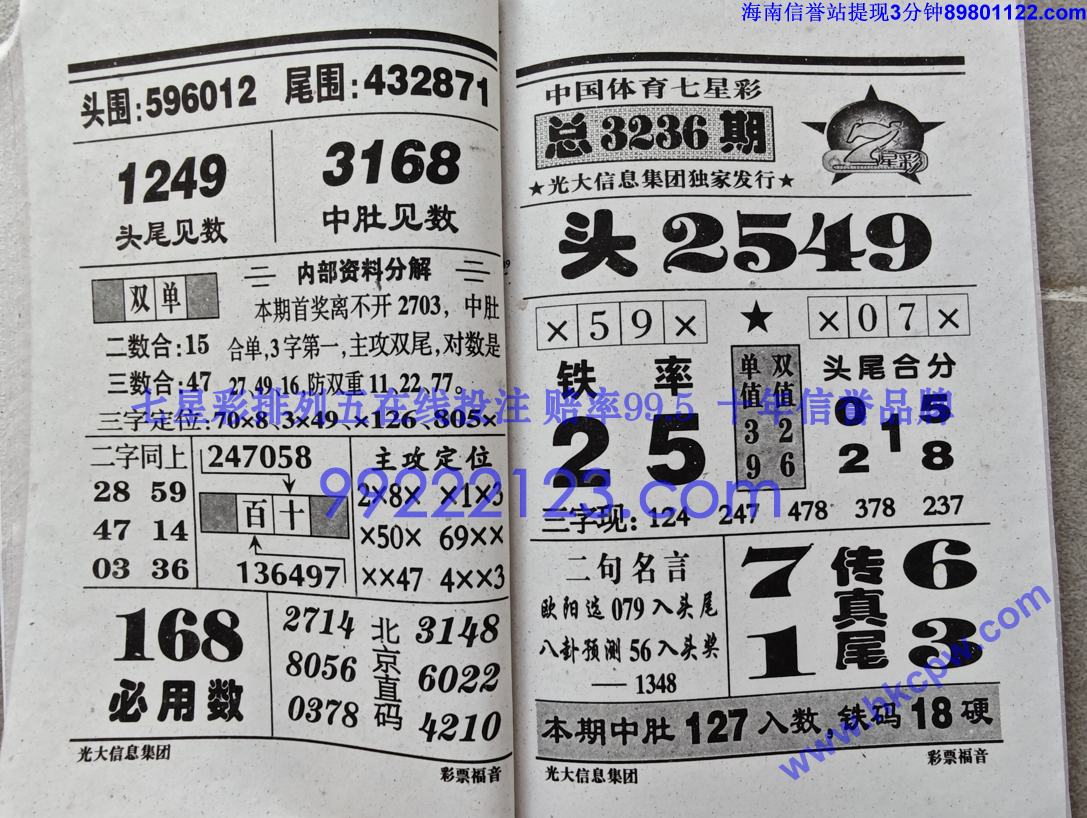 海南信誉站提现3分钟89801122.com
头围:596012 尾围:432871
1249
头尾见数
3168
中肚见数
双单
二数合:15
三数合:47
内部资料分解
本期首奖离不开2703，中肚
合单,3字第一,主攻双尾,对数是
27,49,16,防双重11,22,77。
三字定位:70×8、3×49、×126、805×
二字同上
28 59
47 14
03 36
247058
百十
136497
主攻定位
2×8× ×1×3
×50× 69××
××47 4××3
168
必用数
2714
8056
0378
北京直码
3148
6022
4210
光大信息集团
彩票福音
中国体育七星彩
总3236期
★光大信息集团独家发行★
7
星彩
头2549
×59×
★
×07×
铁率
25
单值39
双值26
头尾合分
0 5
1
2 8
三字现: 124 247 478 378 237
二句名言
欧阳选079入头尾
八卦预测56入头奖
——1348
7 6
1 3
传真尾
本期中肚127入数,铁码18硬
光大信息集团
彩票福音
七星彩排列五在线投注 赔率99.5 十年信誉品牌
99222123.com
www.hkcpw.com